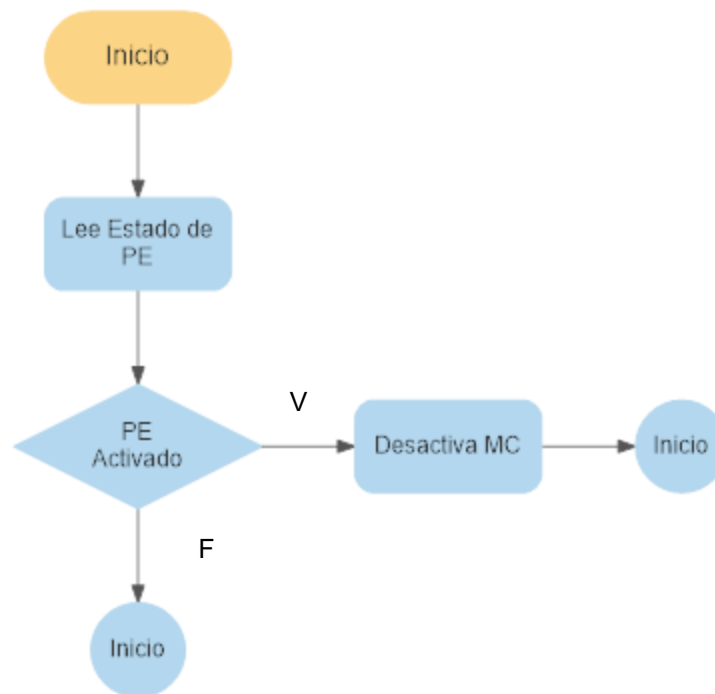 Inicio
Lee Estado de
PE
PE
Activado
V
Desactiva MC
Inicio
F
Inicio